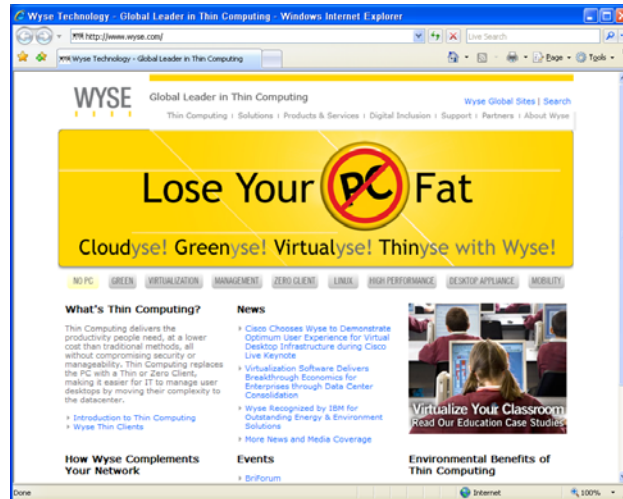 Wyse Technology - Global Leader in Thin Computing - Windows Internet Explorer
http://www.wyse.com/
Live Search
Wyse Technology - Global Leader in Thin Computing
Page
Tools
WYSE
Global Leader in Thin Computing
Wyse Global Sites | Search
Thin Computing | Solutions | Products & Services | Digital Inclusion | Support | Partners | About Wyse
Lose Your PC Fat
Cloudyse! Greenyse! Virtualyse! Thinyse with Wyse!
NO PC GREEN VIRTUALIZATION MANAGEMENT ZERO CLIENT LINUX HIGH PERFORMANCE DESKTOP APPLIANCE MOBILITY
What's Thin Computing?
Thin Computing delivers the
productivity people need, at a lower
cost than traditional methods, all
without compromising security or
manageability. Thin Computing replaces
the PC with a Thin or Zero Client,
making it easier for IT to manage user
desktops by moving their complexity to
the datacenter.
Introduction to Thin Computing
Wyse Thin Clients
News
Cisco Chooses Wyse to Demonstrate
Optimum User Experience for Virtual
Desktop Infrastructure during Cisco
Live Keynote
Virtualization Software Delivers
Breakthrough Economics for
Enterprises through Data Center
Consolidation
Wyse Recognized by IBM for
Outstanding Energy & Environment
Solutions
More News and Media Coverage
Virtualize Your Classroom
Read Our Education Case Studies
How Wyse Complements
Your Network
Events
BriForum
Environmental Benefits of
Thin Computing
Done
Internet
100%